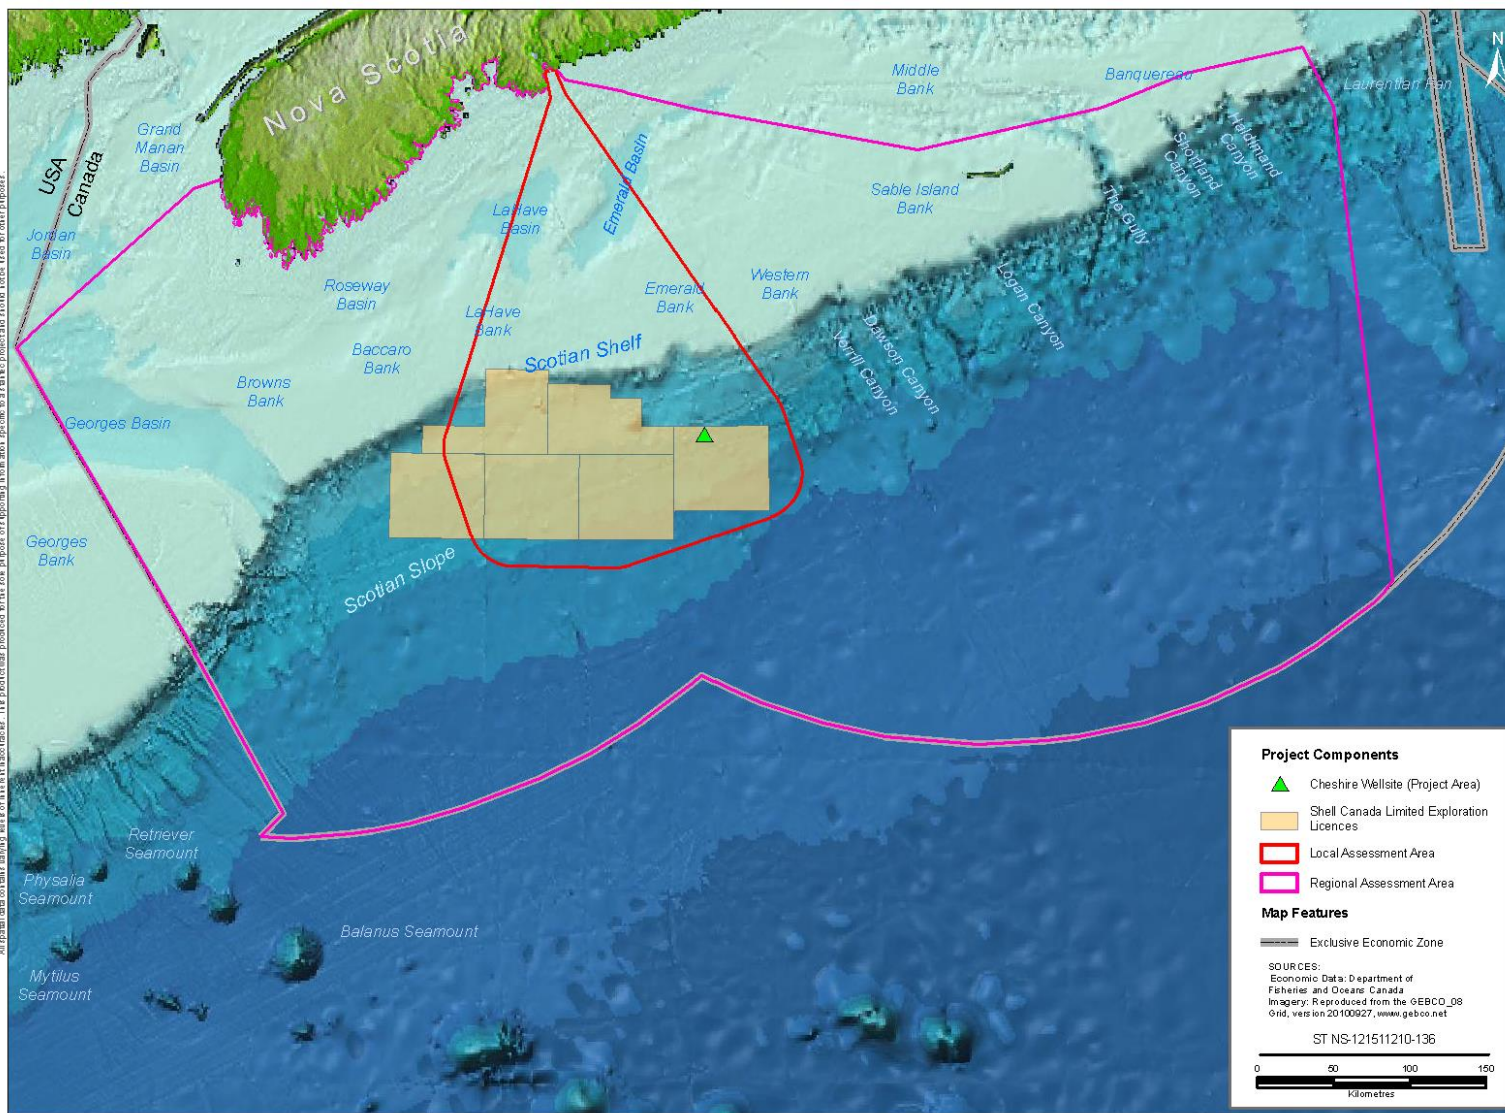 Nova Scotia
N
Middle
Bank
Banquereau
Laurentian Fan
Grand
Manan
Basin
USA
Canada
Jordan
Basin
Emerald Basin
LaHave
Basin
Sable Island
Bank
Shortland
Canyon
Haldimand
Canyon
The Gully
Roseway
Basin
LaHave
Bank
Emerald
Bank
Western
Bank
Logan Canyon
Dawson Canyon
Verrill Canyon
Scotian Shelf
Baccaro
Bank
Browns
Bank
Georges Basin
Georges
Bank
Scotian Slope
Retriever
Seamount
Physalia
Seamount
Balanus Seamount
Mytilus
Seamount
Project Components
Cheshire Wellsite (Project Area)
Shell Canada Limited Exploration
Licences
Local Assessment Area
Regional Assessment Area
Map Features
Exclusive Economic Zone
SOURCES:
Economic Data: Department of
Fisheries and Oceans Canada
Imagery: Reproduced from the GEBCO_08
Grid, version 20100927, www.gebco.net
ST NS-121511210-136
0 50 100 150
Kilometres